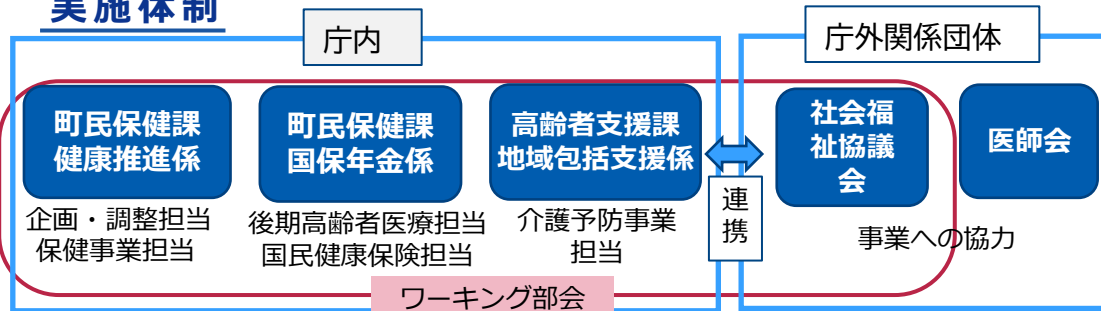 実施体制
庁内
庁外関係団体
町民保健課
健康推進係
企画・調整担当
保健事業担当
町民保健課
国保年金係
後期高齢者医療担当
国民健康保険担当
高齢者支援課
地域包括支援係
介護予防事業
担当
連
携
社会福
祉協議
会
医師会
事業への協力
ワーキング部会